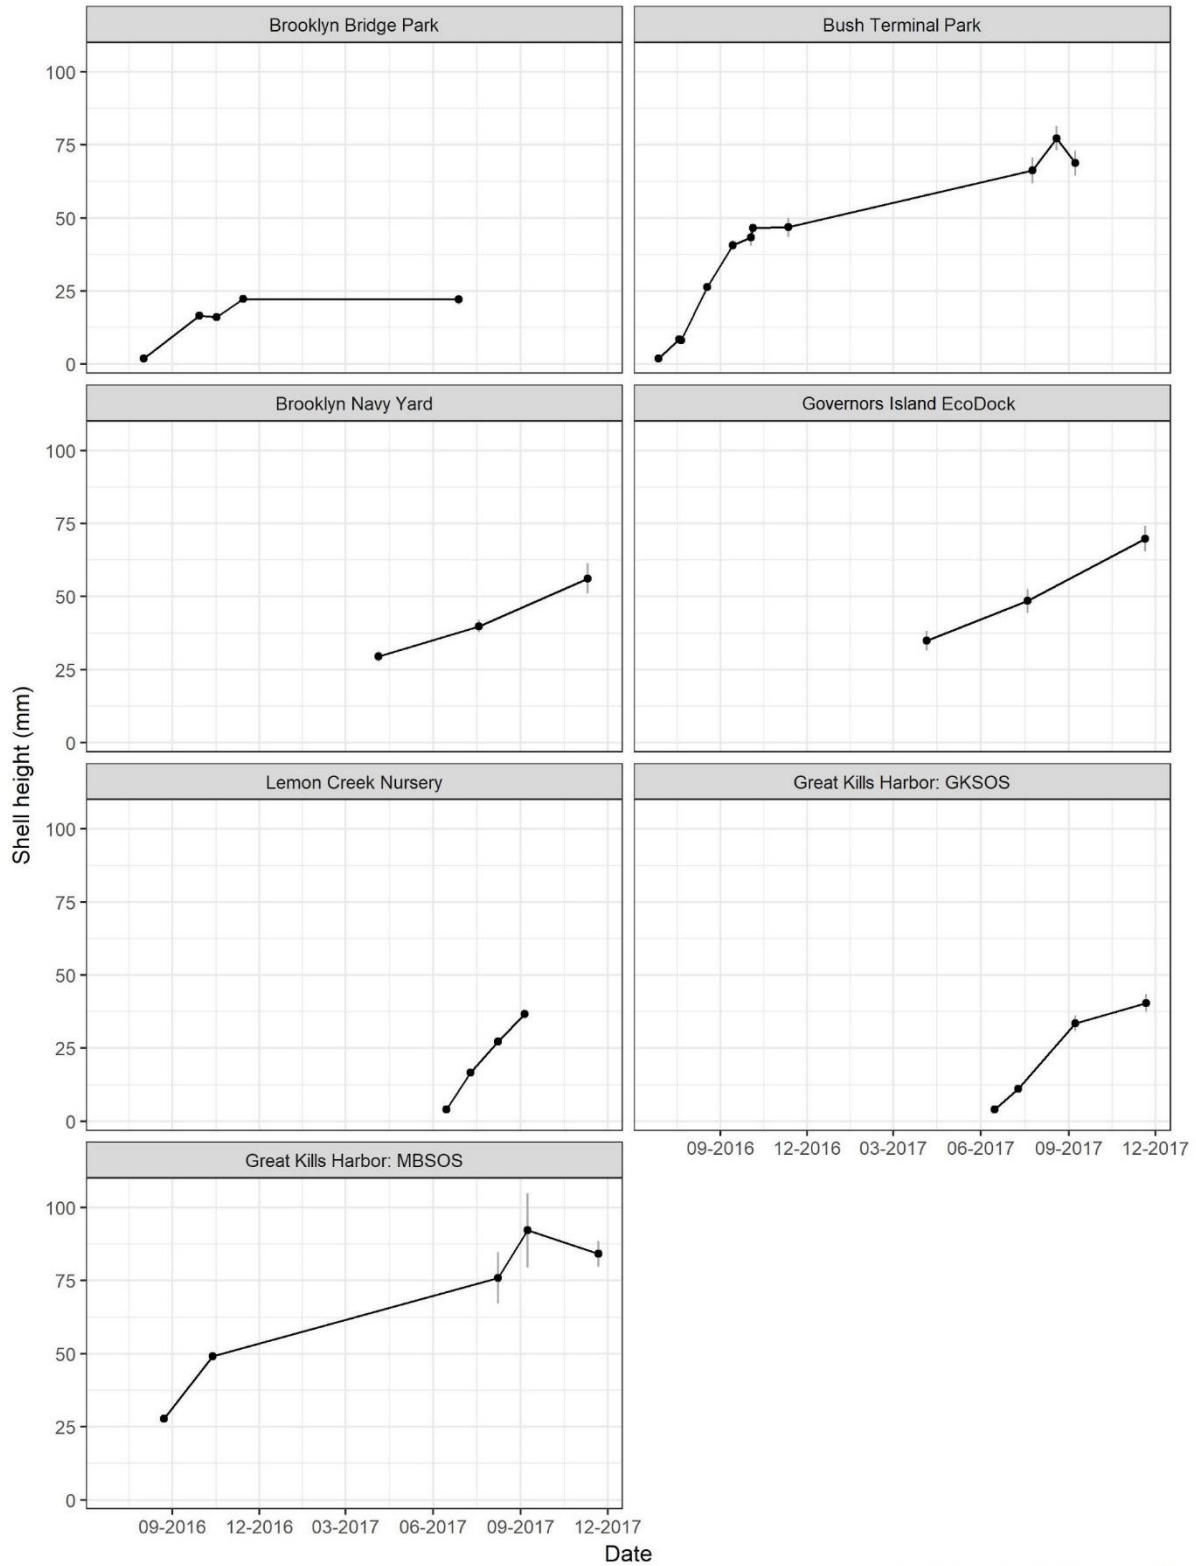 Brooklyn Bridge Park
Bush Terminal Park
100
75
50
25
0
Brooklyn Navy Yard
Governors Island EcoDock
100
75
50
25
0
Lemon Creek Nursery
Great Kills Harbor: GKSOS
100
75
50
25
0
09-2016 12-2016 03-2017 06-2017 09-2017 12-2017
Great Kills Harbor: MBSOS
100
75
50
25
0
09-2016 12-2016 03-2017 06-2017 09-2017 12-2017
Shell height (mm)
Date